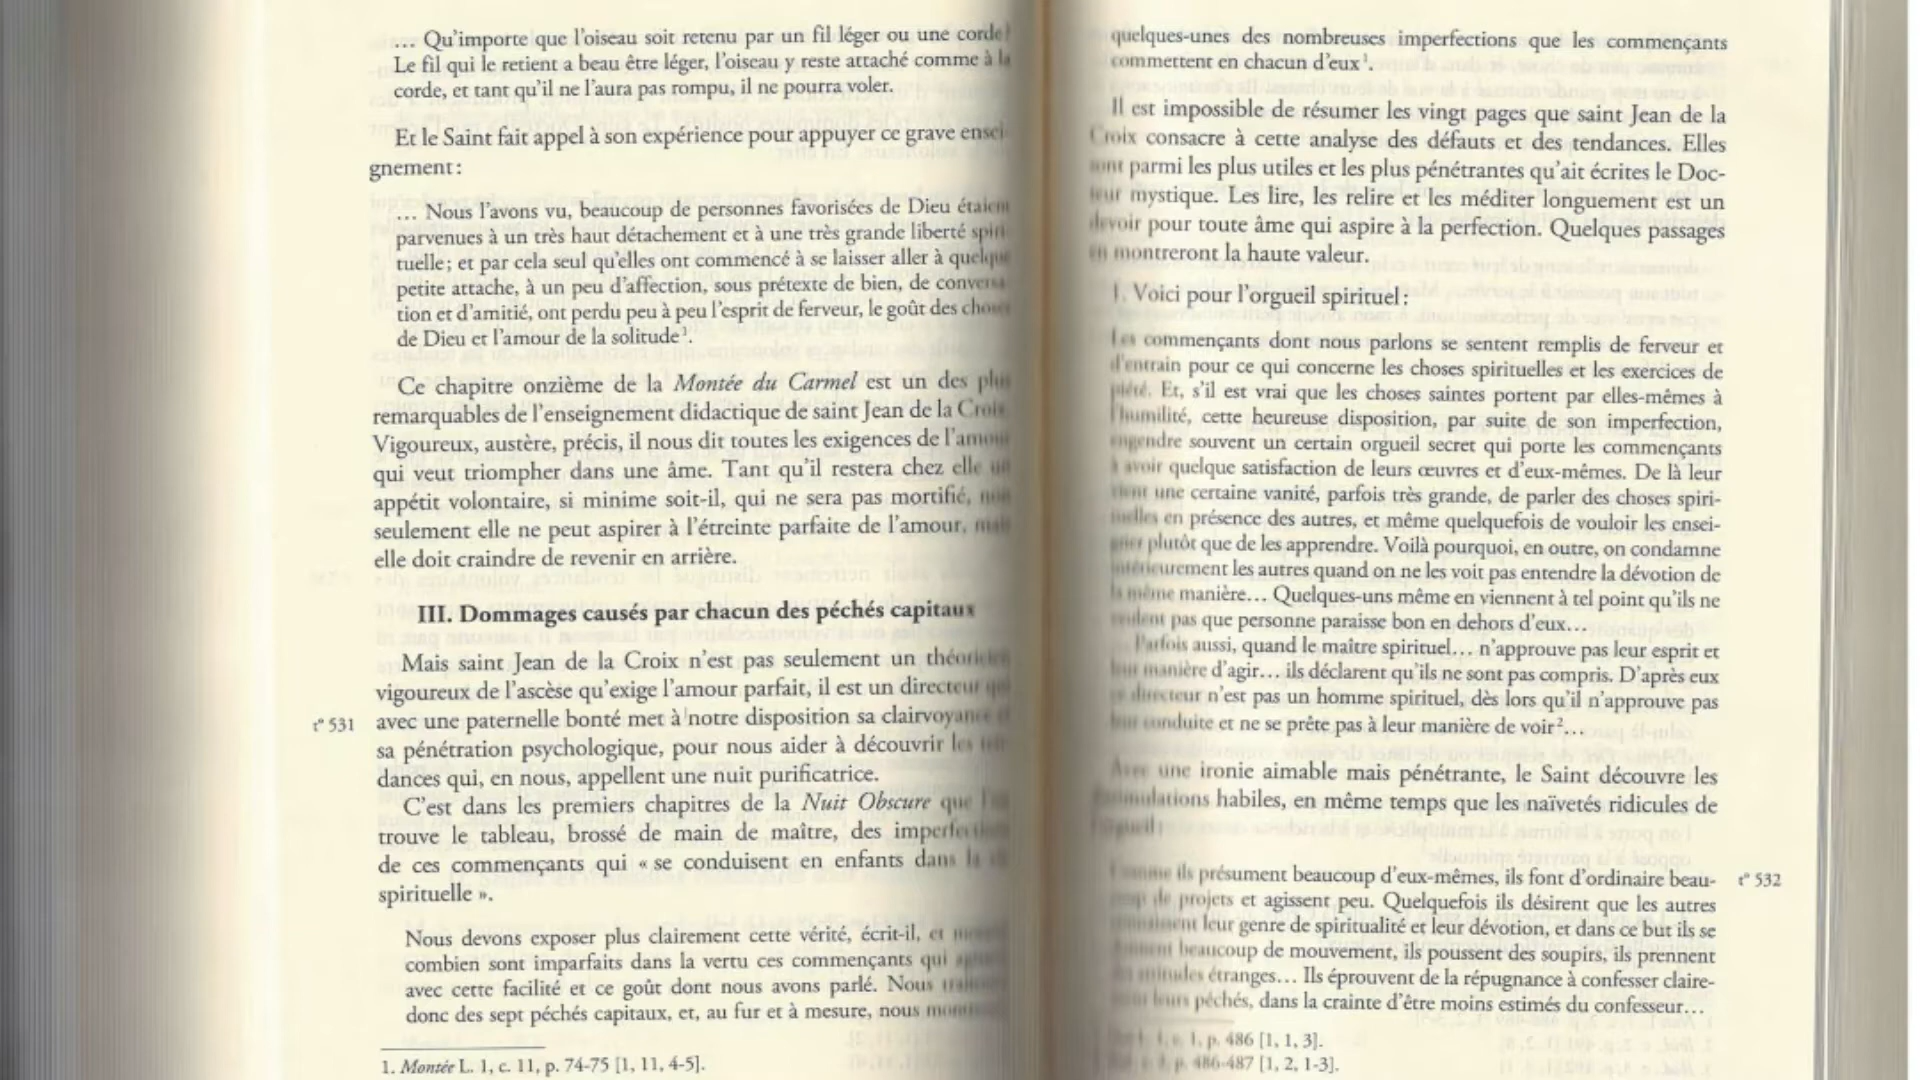 … Qu'importe que l'oiseau soit retenu par un fil léger ou une corde
Le fil qui le retient a beau être léger, l'oiseau y reste attaché comme à la
corde, et tant qu'il ne l'aura pas rompu, il ne pourra voler.
Et le Saint fait appel à son expérience pour appuyer ce grave ensei
gnement :
… Nous l'avons vu, beaucoup de personnes favorisées de Dieu étaient
parvenues à un très haut détachement et à une très grande liberté spiri
tuelle ; et par cela seul qu'elles ont commencé à se laisser aller à quelque
petite attache, à un peu d'affection, sous prétexte de bien, de conversa
tion et d'amitié, ont perdu peu à peu l'esprit de ferveur, le goût des choses
de Dieu et l'amour de la solitude¹.
Ce chapitre onzième de la Montée du Carmel est un des plus
remarquables de l'enseignement didactique de saint Jean de la Croix
Vigoureux, austère, précis, il nous dit toutes les exigences de l'amour
qui veut triompher dans une âme. Tant qu'il restera chez elle un
appétit volontaire, si minime soit-il, qui ne sera pas mortifié, non
seulement elle ne peut aspirer à l'étreinte parfaite de l'amour, mais
elle doit craindre de revenir en arrière.
III. Dommages causés par chacun des péchés capitaux
Mais saint Jean de la Croix n'est pas seulement un théoricien
vigoureux de l'ascèse qu'exige l'amour parfait, il est un directeur qui
tº 531 avec une paternelle bonté met à notre disposition sa clairvoyance et
sa pénétration psychologique, pour nous aider à découvrir les ten
dances qui, en nous, appellent une nuit purificatrice.
C'est dans les premiers chapitres de la Nuit Obscure que l'on
trouve le tableau, brossé de main de maître, des imperfections
de ces commençants qui « se conduisent en enfants dans la
spirituelle ».
Nous devons exposer plus clairement cette vérité, écrit-il, et
combien sont imparfaits dans la vertu ces commençants qui
avec cette facilité et ce goût dont nous avons parlé. Nous
donc des sept péchés capitaux, et, au fur et à mesure, nous
1. Montée L. 1, c. 11, p. 74-75 [1, 11, 4-5].
quelques-unes des nombreuses imperfections que les commençants
commettent en chacun d'eux¹.
Il est impossible de résumer les vingt pages que saint Jean de la
Croix consacre à cette analyse des défauts et des tendances. Elles
sont parmi les plus utiles et les plus pénétrantes qu'ait écrites le Doc-
teur mystique. Les lire, les relire et les méditer longuement est un
devoir pour toute âme qui aspire à la perfection. Quelques passages
en montreront la haute valeur.
1. Voici pour l'orgueil spirituel :
Les commençants dont nous parlons se sentent remplis de ferveur et
d'entrain pour ce qui concerne les choses spirituelles et les exercices de
piété. Et, s'il est vrai que les choses saintes portent par elles-mêmes à
l'humilité, cette heureuse disposition, par suite de son imperfection,
engendre souvent un certain orgueil secret qui porte les commençants
à avoir quelque satisfaction de leurs œuvres et d'eux-mêmes. De là leur
vient une certaine vanité, parfois très grande, de parler des choses spiri-
tuelles en présence des autres, et même quelquefois de vouloir les ensei-
gner plutôt que de les apprendre. Voilà pourquoi, en outre, on condamne
intérieurement les autres quand on ne les voit pas entendre la dévotion de
la même manière… Quelques-uns même en viennent à tel point qu'ils ne
veulent pas que personne paraisse bon en dehors d'eux…
Parfois aussi, quand le maître spirituel… n'approuve pas leur esprit et
leur manière d'agir… ils déclarent qu'ils ne sont pas compris. D'après eux
ce directeur n'est pas un homme spirituel, dès lors qu'il n'approuve pas
leur conduite et ne se prête pas à leur manière de voir²…
Avec une ironie aimable mais pénétrante, le Saint découvre les
habiles, en même temps que les naïvetés ridicules de
l'orgueil :
Comme ils présument beaucoup d'eux-mêmes, ils font d'ordinaire beau- tº 532
coup de projets et agissent peu. Quelquefois ils désirent que les autres
leur genre de spiritualité et leur dévotion, et dans ce but ils se
donnent beaucoup de mouvement, ils poussent des soupirs, ils prennent
des attitudes étranges… Ils éprouvent de la répugnance à confesser claire-
ment leurs péchés, dans la crainte d'être moins estimés du confesseur…
1, p. 486 [1, 1, 3].
p. 486-487 [1, 2, 1-3].